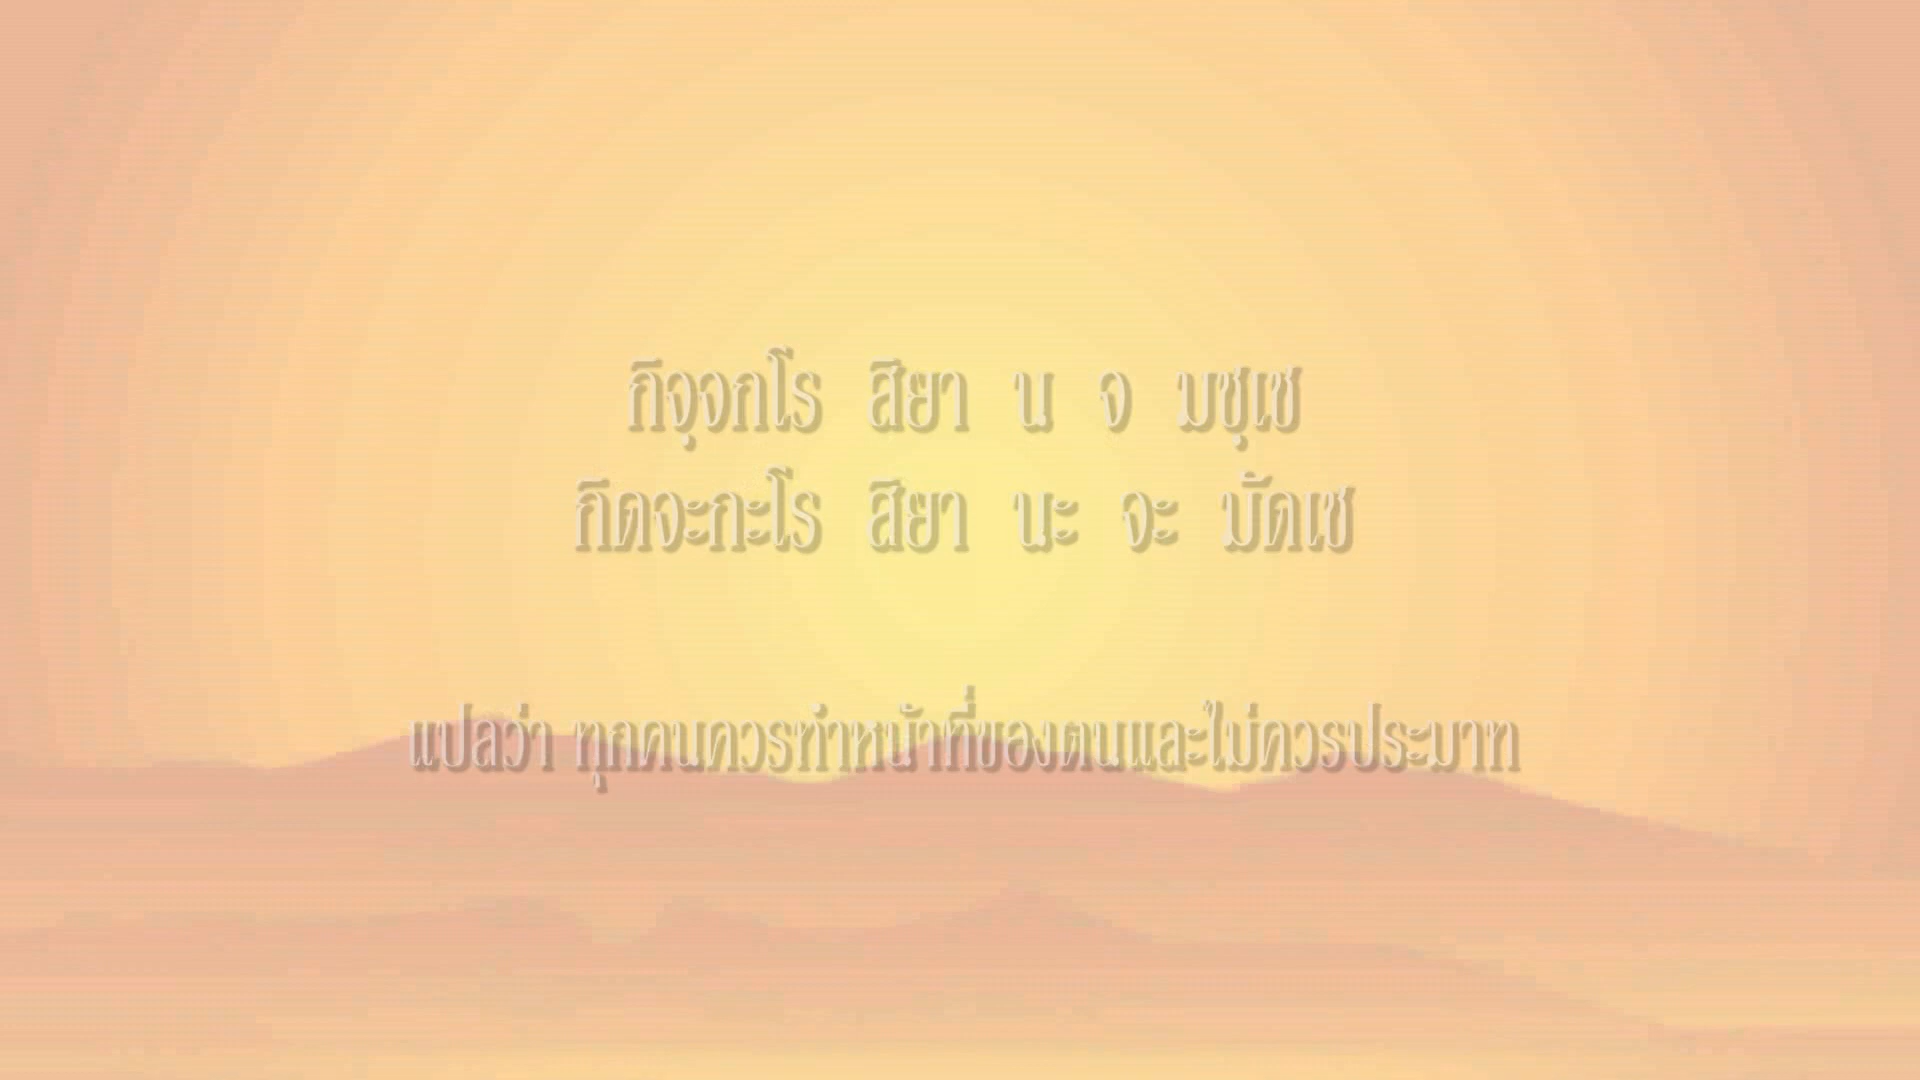 กิจฺจกโร สิยา น จ มชฺเช
กิดจะกะโร สิยา นะ จะ มัดเช
แปลว่า ทุกคนควรทำหน้าที่ของตนและไม่ควรประมาท